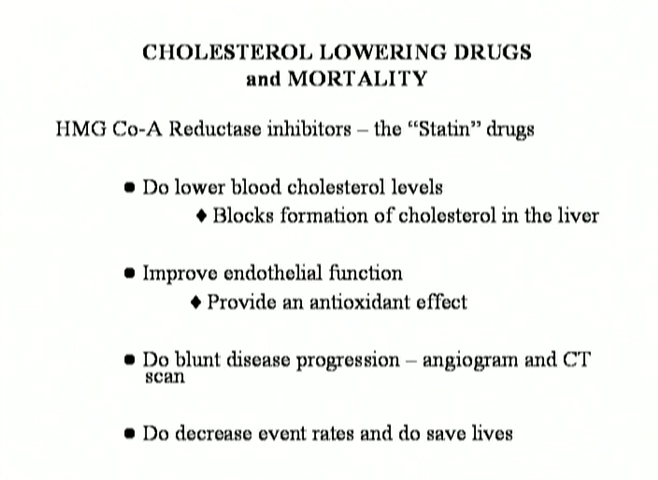 CHOLESTEROL LOWERING DRUGS
and MORTALITY
HMG Co-A Reductase inhibitors – the “Statin” drugs
● Do lower blood cholesterol levels
♦ Blocks formation of cholesterol in the liver
● Improve endothelial function
♦ Provide an antioxidant effect
● Do blunt disease progression – angiogram and CT
scan
● Do decrease event rates and do save lives